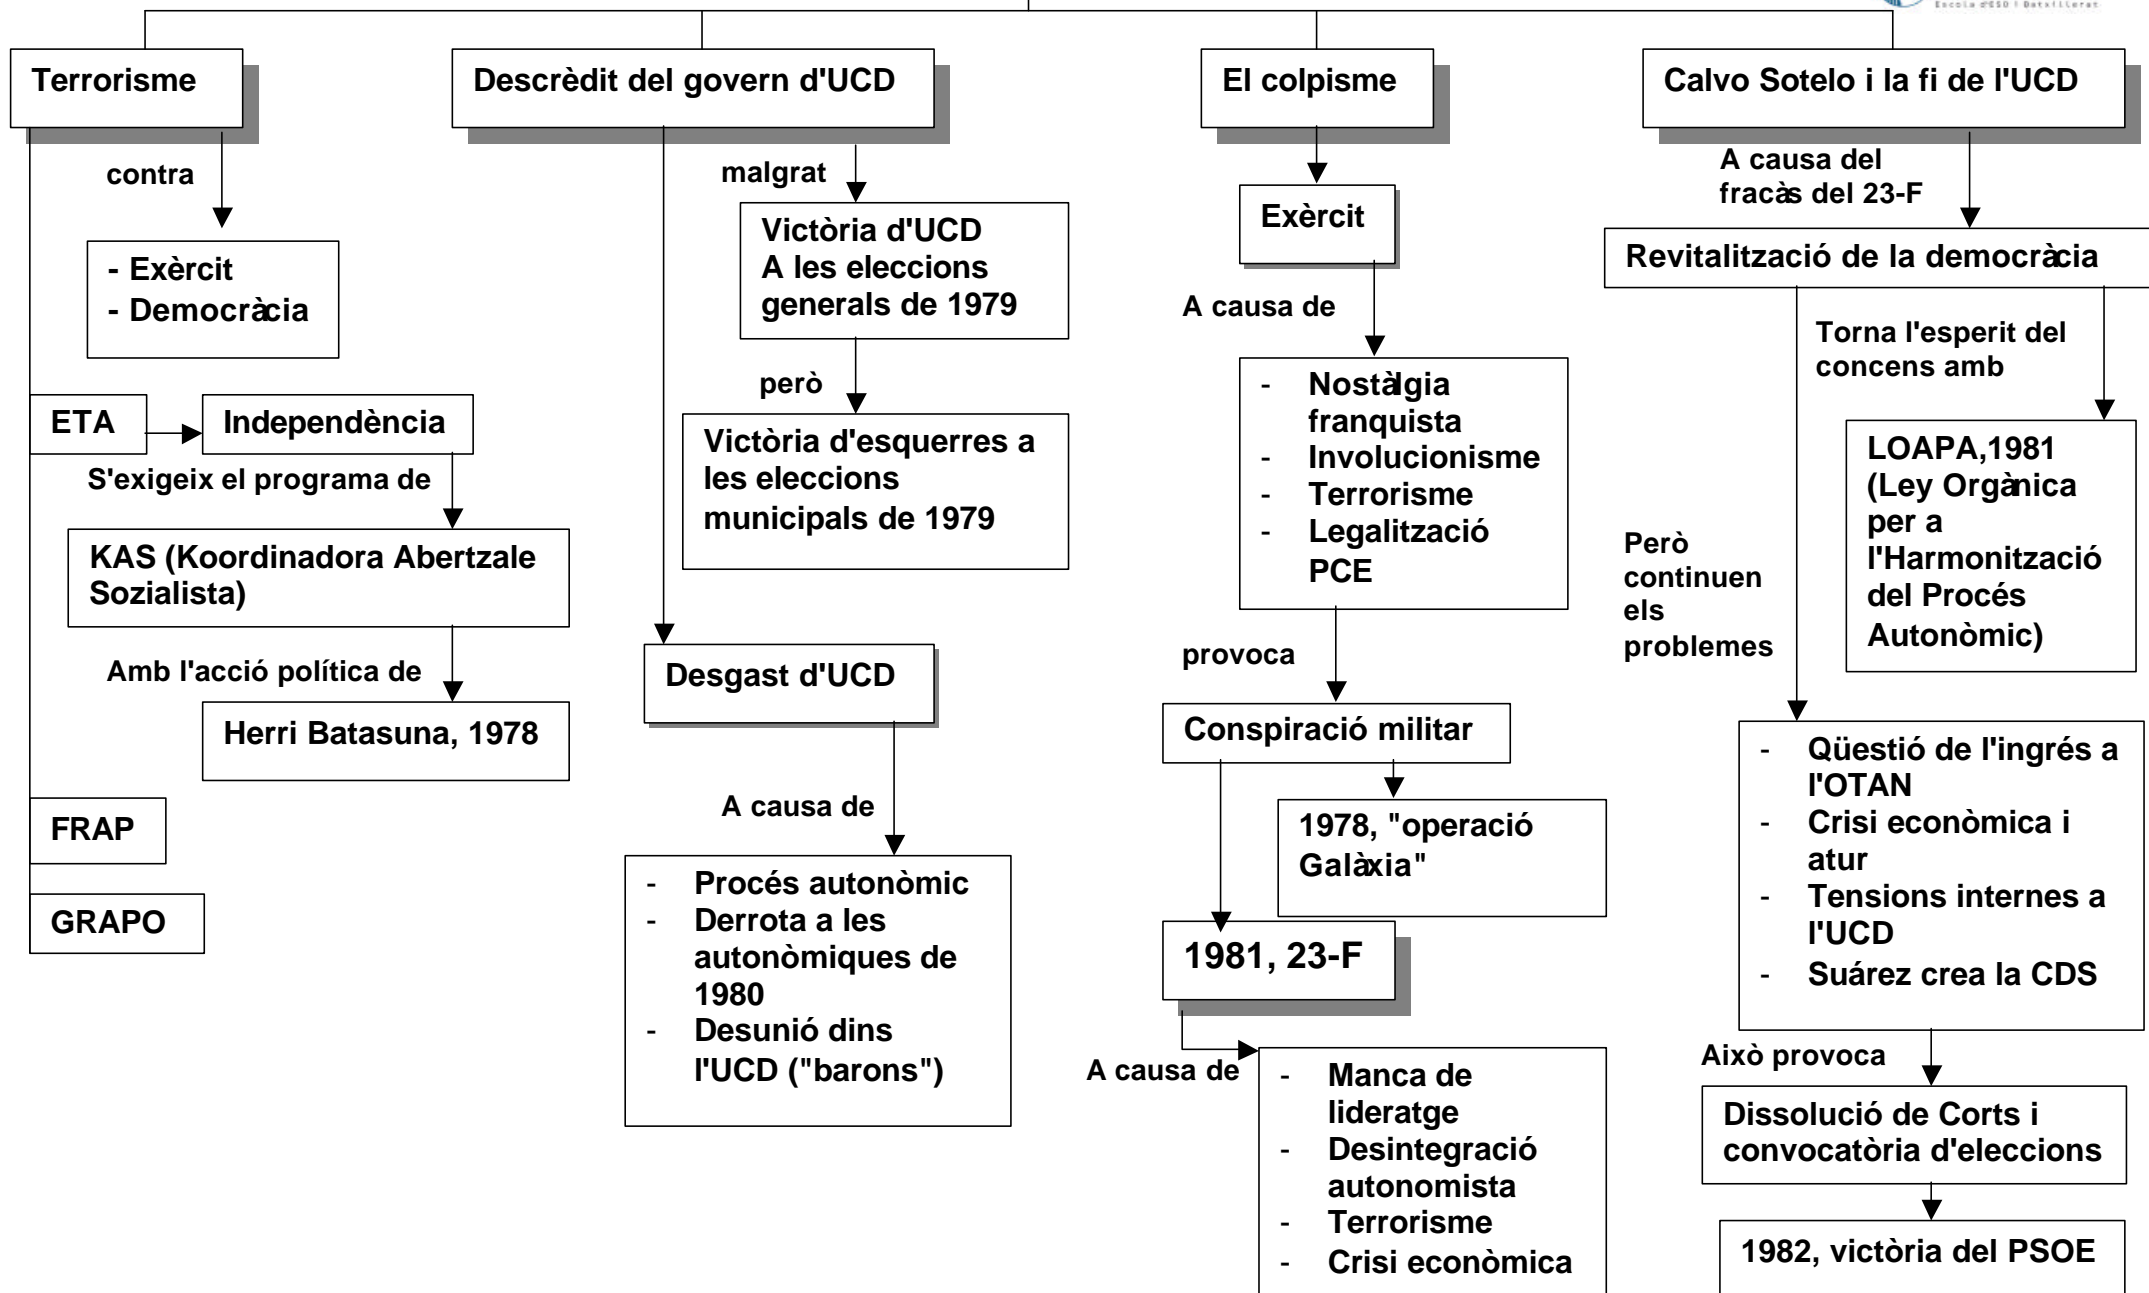 Escola d'ESO i Batxillerat
Terrorisme
contra
- Exèrcit
- Democràcia
ETA
Independència
S'exigeix el programa de
KAS (Koordinadora Abertzale
Sozialista)
Amb l'acció política de
Herri Batasuna, 1978
FRAP
GRAPO
Descrèdit del govern d'UCD
malgrat
Victòria d'UCD
A les eleccions
generals de 1979
però
Victòria d'esquerres a
les eleccions
municipals de 1979
Desgast d'UCD
A causa de
- Procés autonòmic
- Derrota a les
autonòmiques de
1980
- Desunió dins
l'UCD ("barons")
El colpisme
Exèrcit
A causa de
- Nostàlgia
franquista
- Involucionisme
- Terrorisme
- Legalització
PCE
provoca
Conspiració militar
1978, "operació
Galàxia"
1981, 23-F
A causa de
- Manca de
lideratge
- Desintegració
autonomista
- Terrorisme
- Crisi econòmica
Calvo Sotelo i la fi de l'UCD
A causa del
fracàs del 23-F
Revitalització de la democràcia
Torna l'esperit del
concens amb
LOAPA,1981
(Ley Orgànica
per a
l'Harmonització
del Procés
Autonòmic)
Però
continuen
els
problemes
- Qüestió de l'ingrés a
l'OTAN
- Crisi econòmica i
atur
- Tensions internes a
l'UCD
- Suárez crea la CDS
Això provoca
Dissolució de Corts i
convocatòria d'eleccions
1982, victòria del PSOE